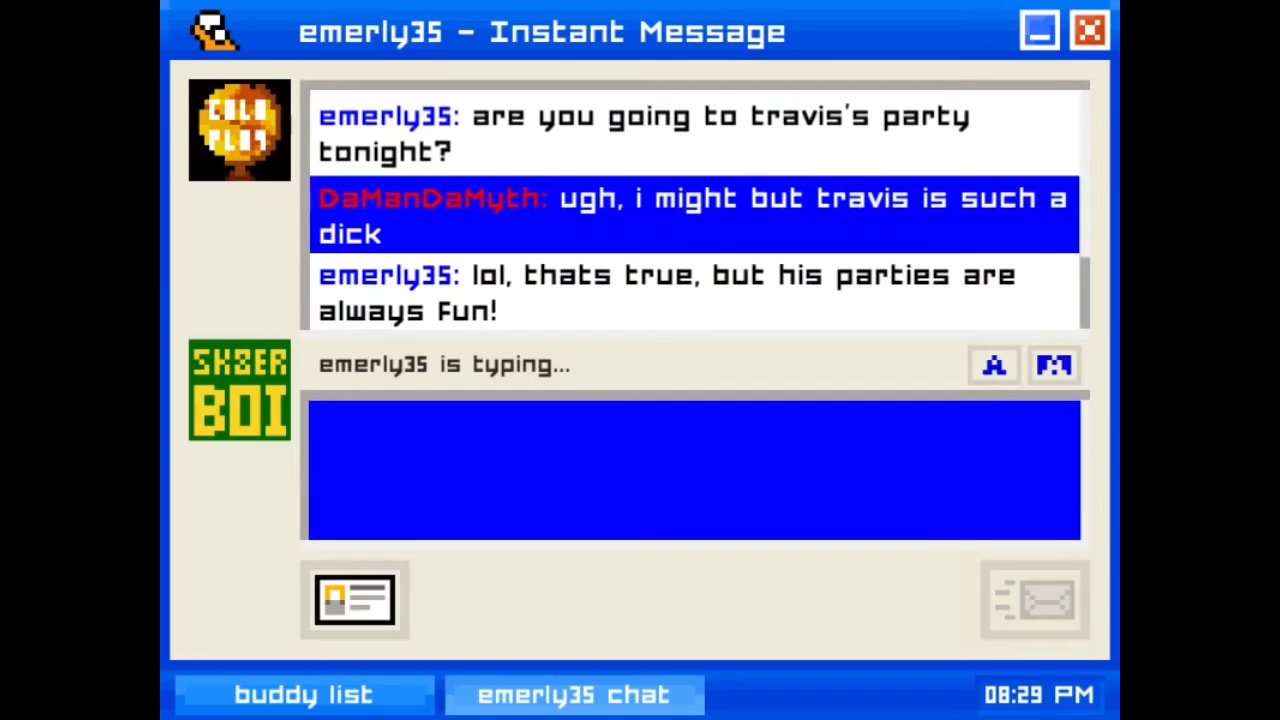 emerly35 - Instant Message
COLD
PLAY
emerly35: are you going to travis's party
tonight?
DaManDaMyth: ugh, i might but travis is such a
dick
emerly35: lol, thats true, but his parties are
always fun!
SK8ER
BOI
emerly35 is typing...
A
buddy list
emerly35 chat
08:29 PM